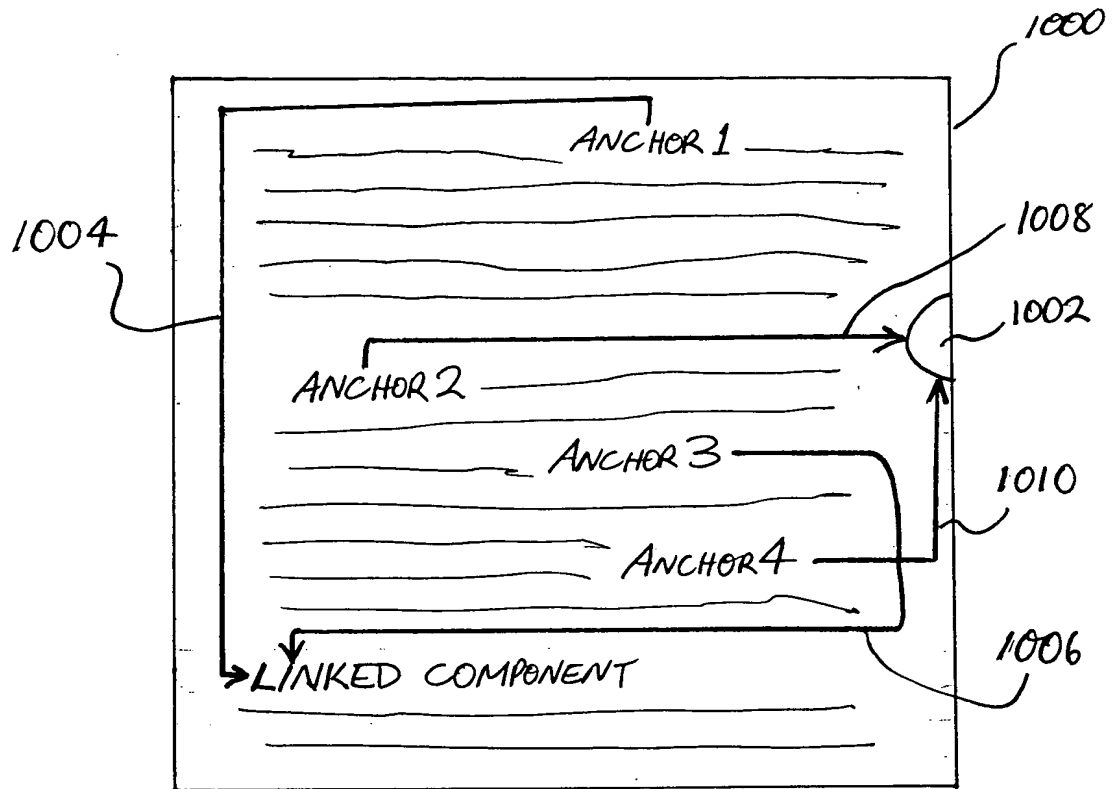 1000
ANCHOR 1
1004
1008
1002
ANCHOR 2
ANCHOR 3
1010
ANCHOR 4
1006
LINKED COMPONENT